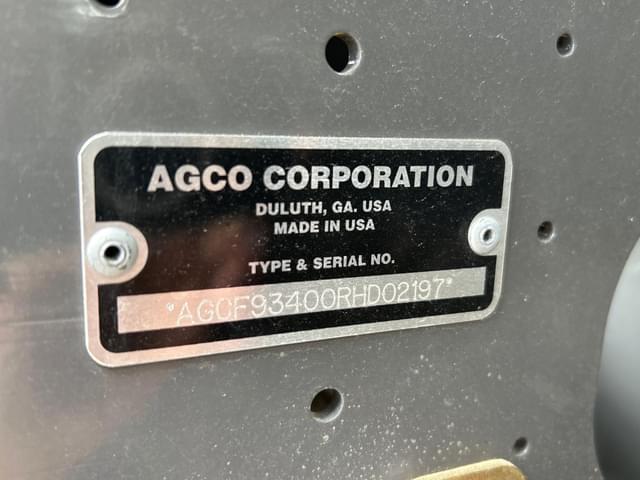 AGCO CORPORATION
DULUTH, GA. USA
MADE IN USA
TYPE & SERIAL NO.
*AGCF93400RHD02197*